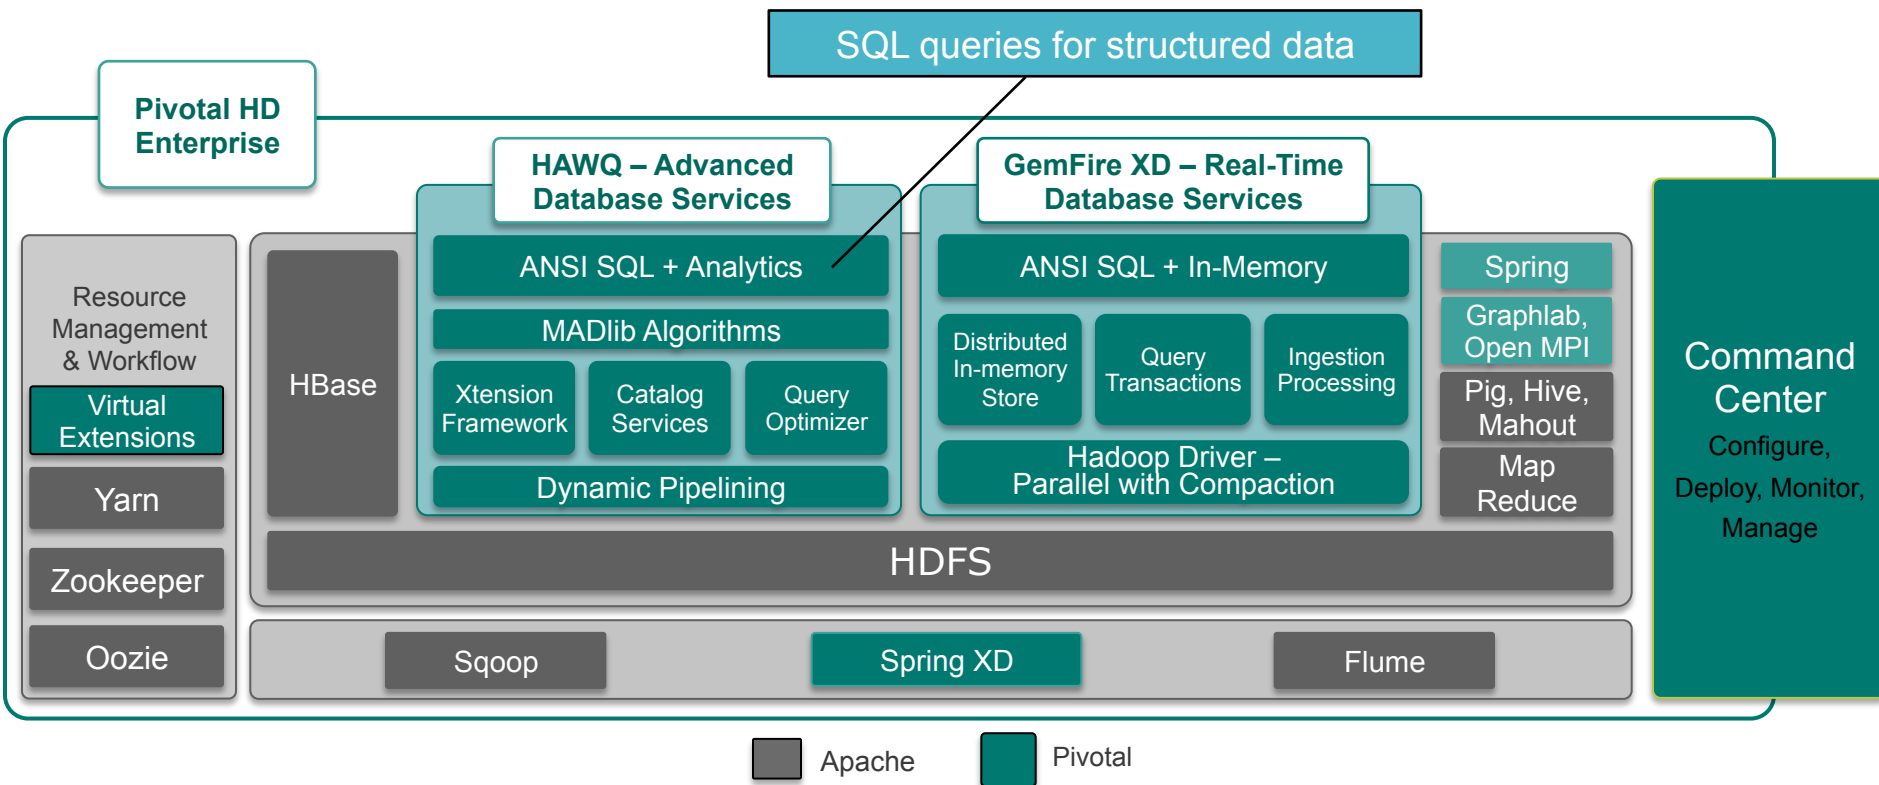 SQL queries for structured data
Pivotal HD
Enterprise
HAWQ – Advanced
Database Services
GemFire XD – Real-Time
Database Services
Resource
Management
& Workflow
Virtual
Extensions
Yarn
Zookeeper
Oozie
HBase
ANSI SQL + Analytics
MADlib Algorithms
Xtension
Framework
Catalog
Services
Query
Optimizer
Dynamic Pipelining
ANSI SQL + In-Memory
Distributed
In-memory
Store
Query
Transactions
Ingestion
Processing
Hadoop Driver –
Parallel with Compaction
Spring
Graphlab,
Open MPI
Pig, Hive,
Mahout
Map
Reduce
HDFS
Sqoop
Spring XD
Flume
Command
Center
Configure,
Deploy, Monitor,
Manage
Apache
Pivotal